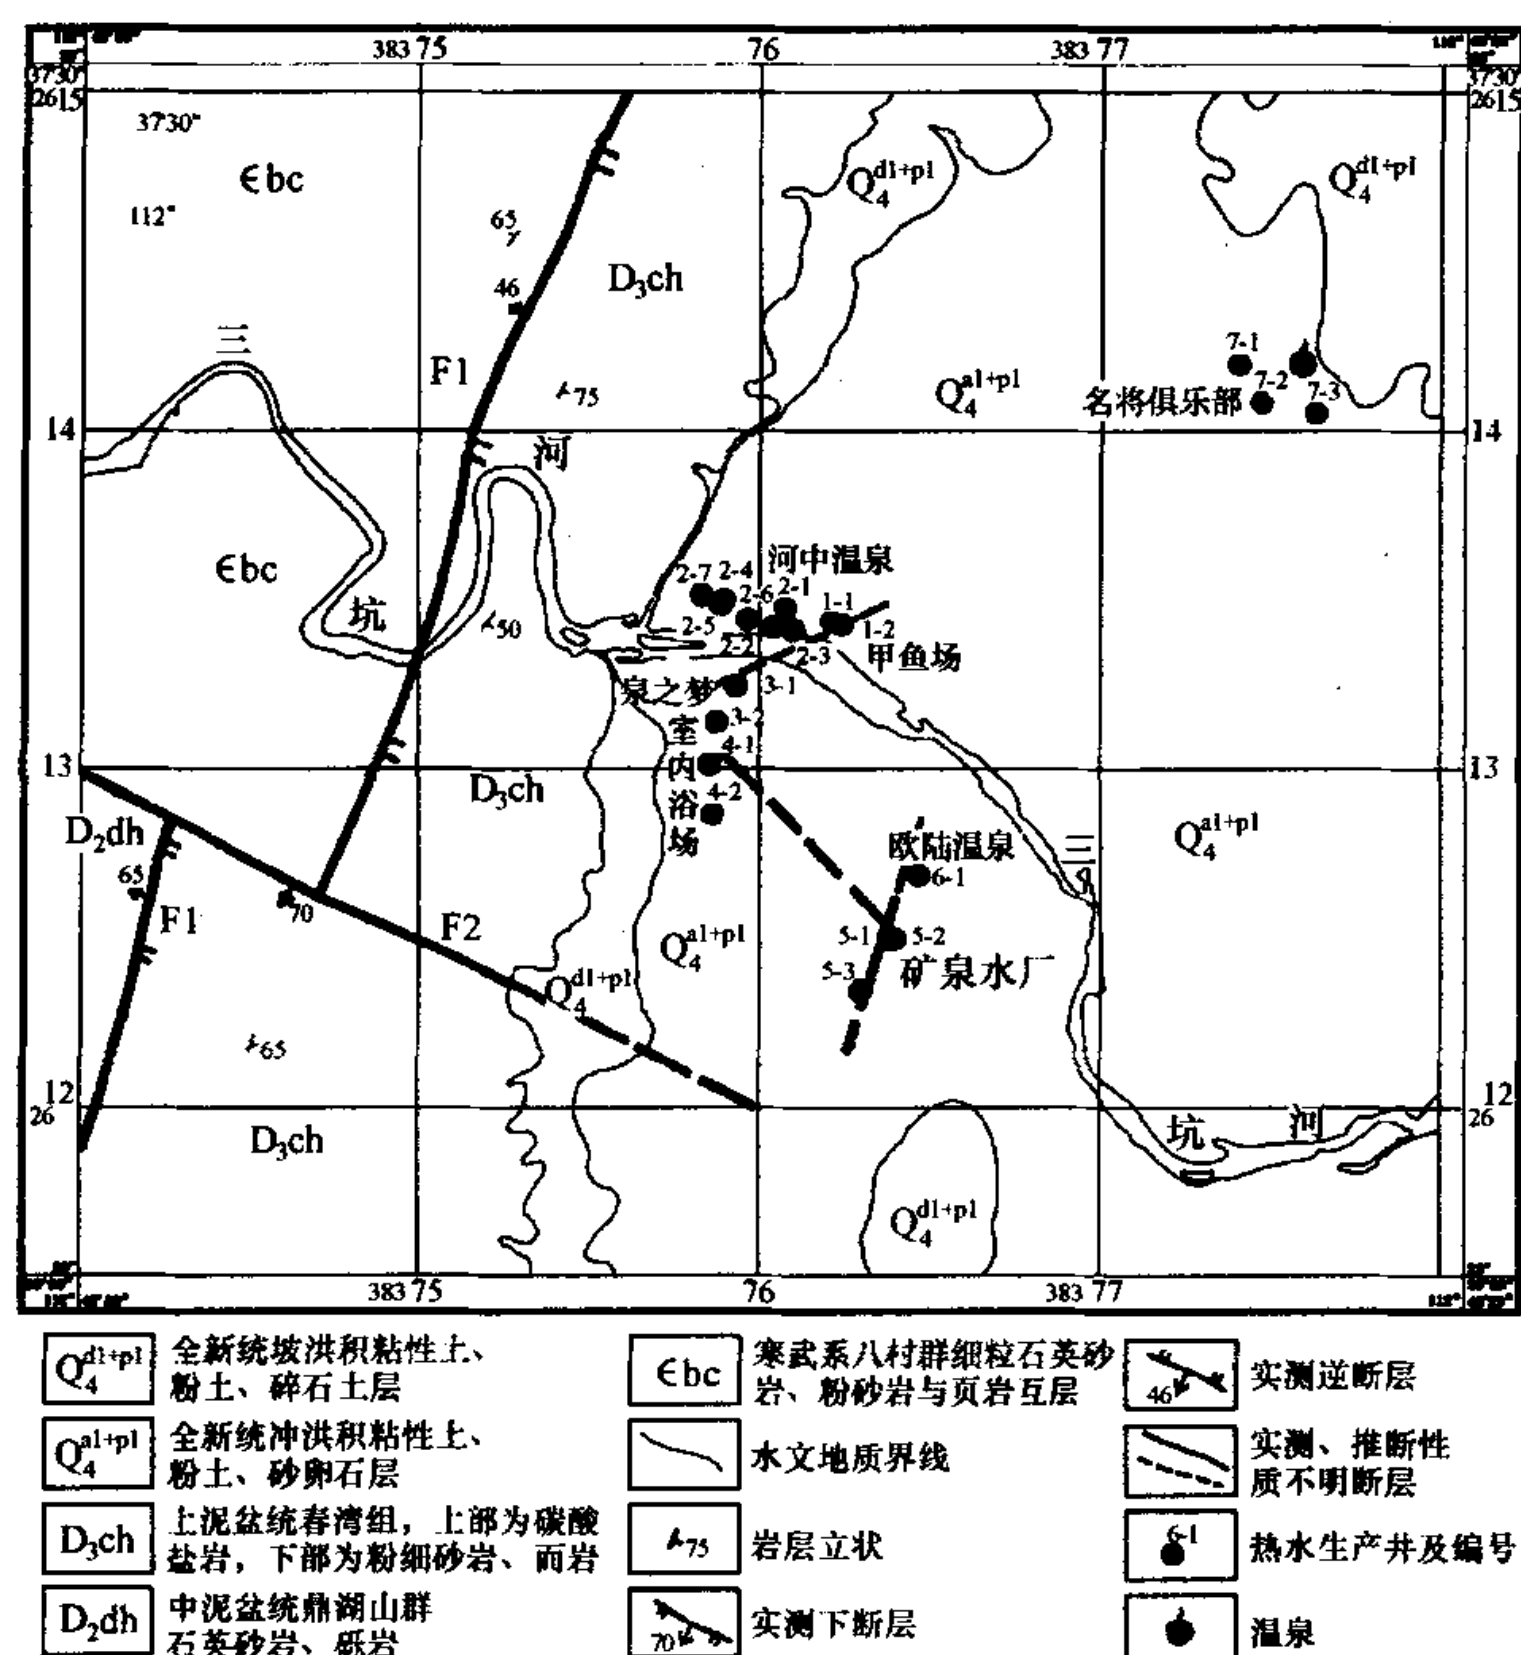 383 75 76 383 77
37'30" 37'30"
2615 2615
37'30"
Q₄ᵈˡ⁺ᵖˡ Q₄ᵈˡ⁺ᵖˡ
Єbc
112°
65
D₃ch
46
三
7-1
F1
Q₄ᵃˡ⁺ᵖˡ
75
7-2 7-3
名将俱乐部
14 14
河
河中温泉
Єbc
2-7 2-4
2-6 2-1
1-1
坑
50
2-5
2-2
2-3
1-2
甲鱼场
泉之梦 3-1
3-2
室内浴场
4-1
13 13
D₃ch
4-2
D₂dh
Q₄ᵃˡ⁺ᵖˡ
欧陆温泉
三
65
6-1
70
F1
F2
Q₄ᵃˡ⁺ᵖˡ
5-1 5-2
5-3
矿泉水厂
Q₄ᵈˡ⁺ᵖˡ
65
12 12
26 26
D₃ch
坑 河
Q₄ᵈˡ⁺ᵖˡ
383 75 76 383 77
Q₄ᵈˡ⁺ᵖˡ
全新统坡洪积粘性土、
粉土、碎石土层
Єbc
寒武系八村群细粒石英砂
岩、粉砂岩与页岩互层
46
实测逆断层
Q₄ᵃˡ⁺ᵖˡ
全新统冲洪积粘性土、
粉土、砂卵石层
水文地质界线
实测、推断性
质不明断层
D₃ch
上泥盆统春湾组，上部为碳酸
盐岩，下部为粉细砂岩、而岩
75
岩层立状
6-1
热水生产井及编号
D₂dh
中泥盆统鼎湖山群
石英砂岩、砾岩
70
实测下断层
温泉